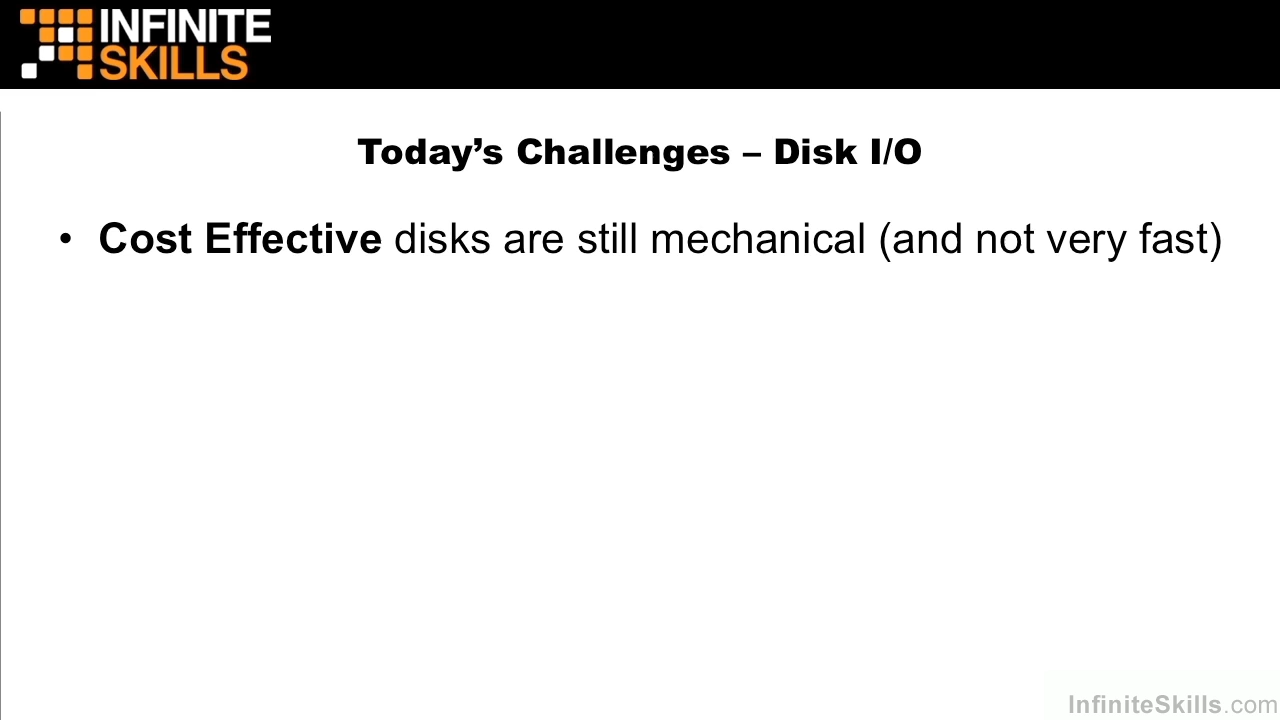 INFINITE
SKILLS
Today’s Challenges – Disk I/O
• Cost Effective disks are still mechanical (and not very fast)
InfiniteSkills.com